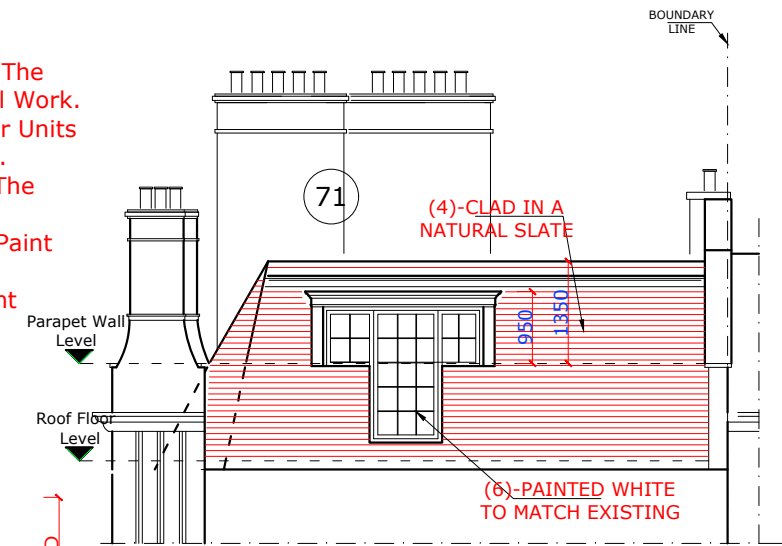 BOUNDARY
LINE
The
l Work.
r Units
.
The
Paint
nt
71
(4)-CLAD IN A
NATURAL SLATE
950
1350
Parapet Wall
Level
Roof Floor
Level
(6)-PAINTED WHITE
TO MATCH EXISTING